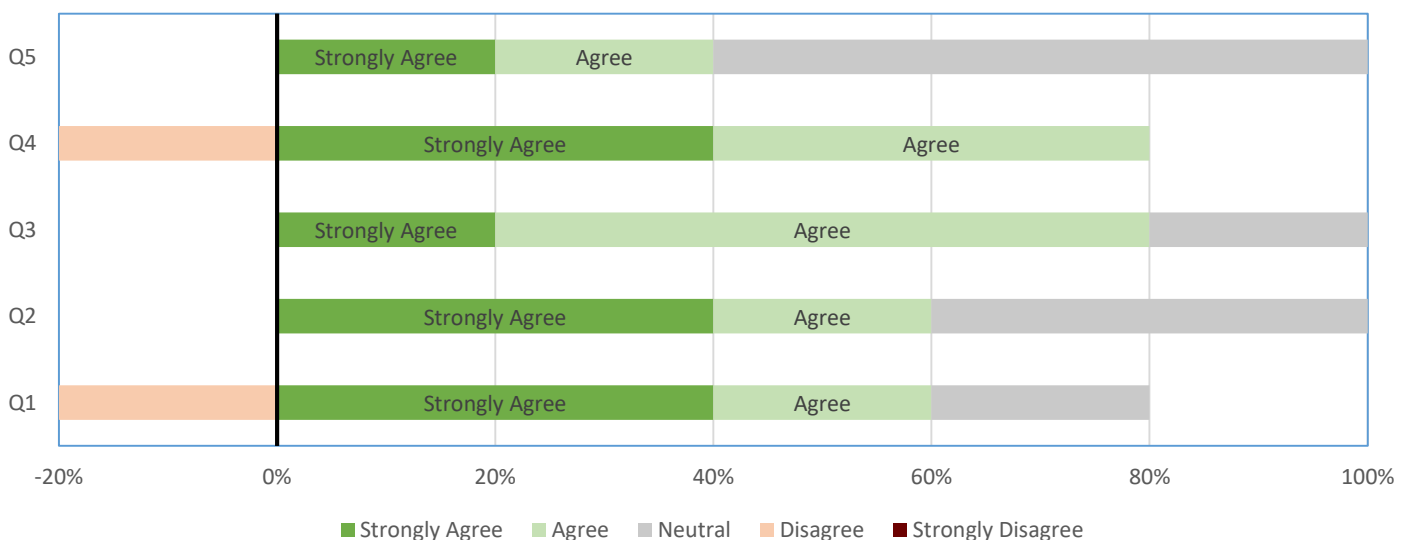 Q5 Strongly Agree Agree
Q4 Strongly Agree Agree
Q3 Strongly Agree Agree
Q2 Strongly Agree Agree
Q1 Strongly Agree Agree
-20% 0% 20% 40% 60% 80% 100%
Strongly Agree Agree Neutral Disagree Strongly Disagree